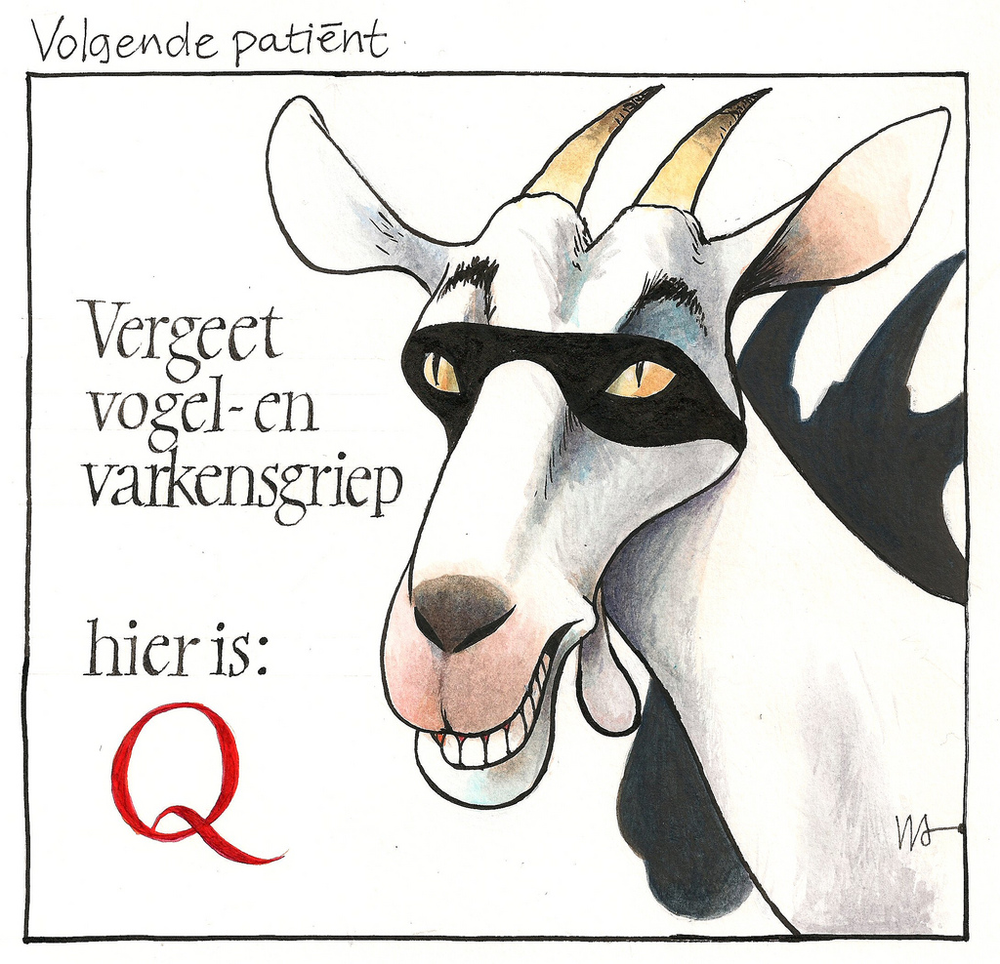 Volgende patiënt
Vergeet
vogel-en
varkensgriep
hier is:
Q